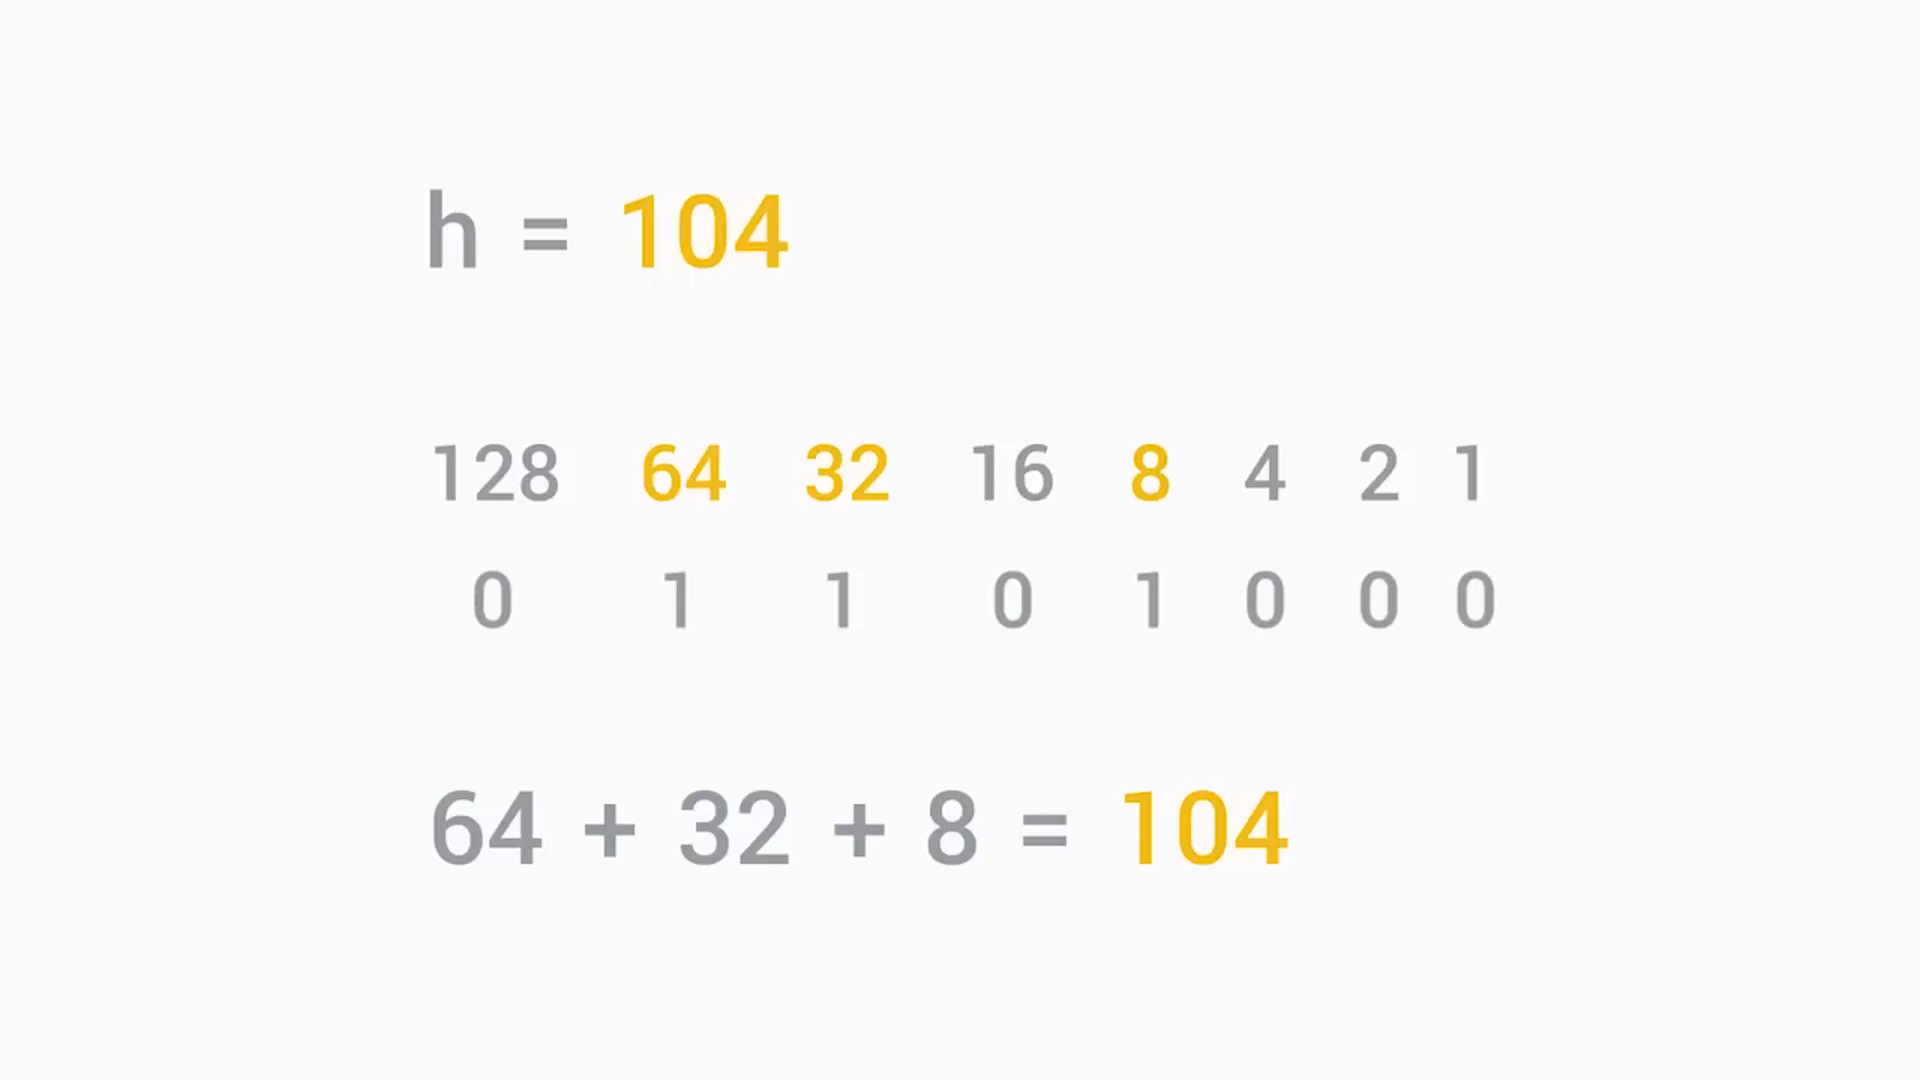 h = 104
128 64 32 16 8 4 2 1
0 1 1 0 1 0 0 0
64 + 32 + 8 = 104